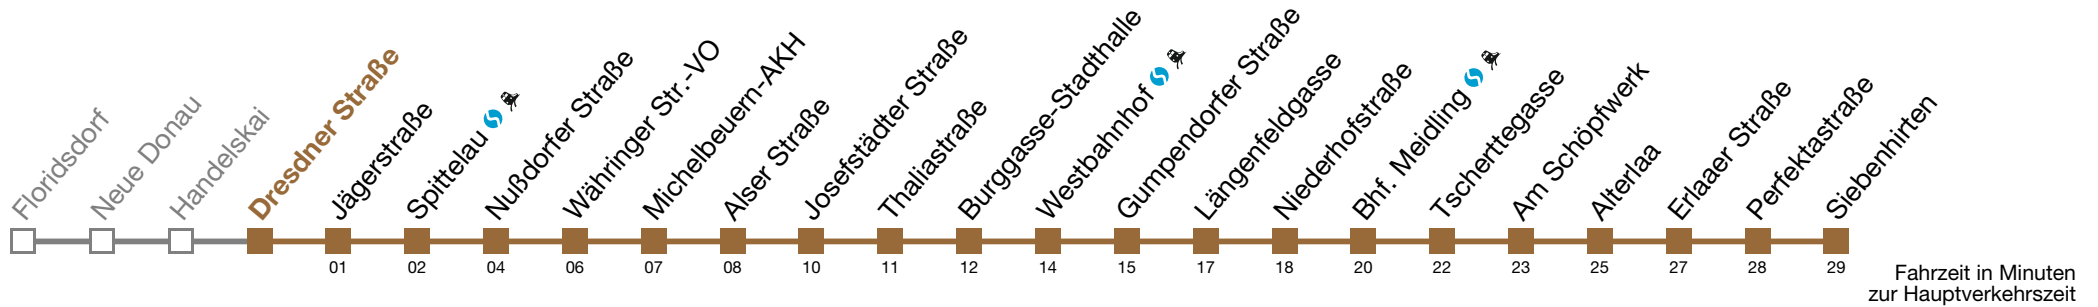 Floridsdorf
Neue Donau
Handelskai
Dresdner Straße
Jägerstraße
Spittelau
Nußdorfer Straße
Währinger Str.-VO
Michelbeuern-AKH
Alser Straße
Josefstädter Straße
Thaliastraße
Burggasse-Stadthalle
Westbahnhof
Gumpendorfer Straße
Längenfeldgasse
Niederhofstraße
Bhf. Meidling
Tscherttegasse
Am Schöpfwerk
Alterlaa
Erlaaer Straße
Perfektastraße
Siebenhirten
01 02 04 06 07 08 10 11 12 14 15 17 18 20 22 23 25 27 28 29
Fahrzeit in Minuten
zur Hauptverkehrszeit